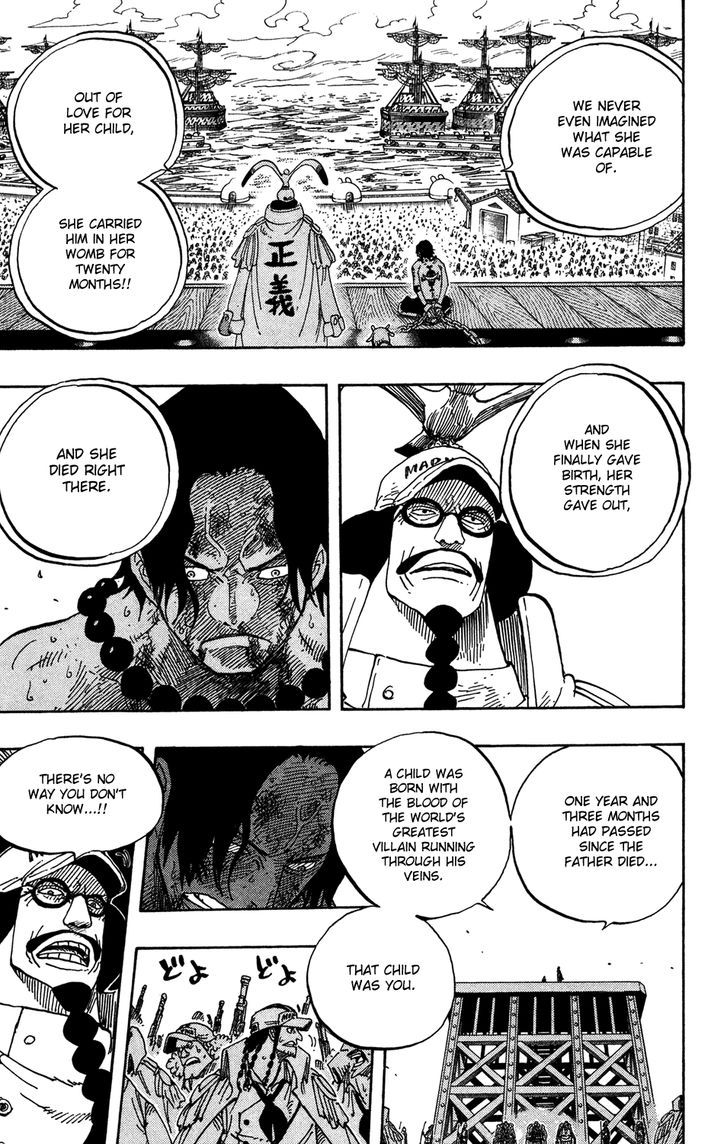 WE NEVER
EVEN IMAGINED
WHAT SHE
WAS CAPABLE
OF.
OUT OF
LOVE FOR
HER CHILD,
SHE CARRIED
HIM IN HER
WOMB FOR
TWENTY
MONTHS!!
正
義
AND
WHEN SHE
FINALLY GAVE
BIRTH, HER
STRENGTH
GAVE OUT,
AND SHE
DIED RIGHT
THERE.
ONE YEAR AND
THREE MONTHS
HAD PASSED
SINCE THE
FATHER DIED...
A CHILD WAS
BORN WITH
THE BLOOD OF
THE WORLD'S
GREATEST
VILLAIN RUNNING
THROUGH HIS
VEINS.
THAT CHILD
WAS YOU.
どよ
どよ
THERE'S NO
WAY YOU DON'T
KNOW...!!